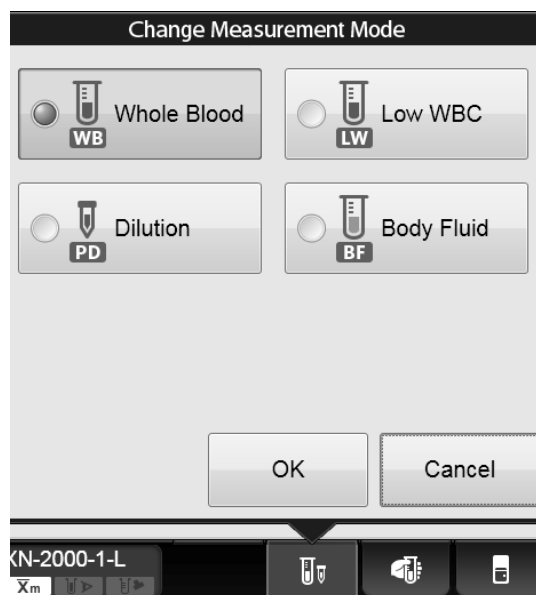 Change Measurement Mode
Whole Blood
WB
Low WBC
LW
Dilution
PD
Body Fluid
BF
OK
Cancel
XN-2000-1-L
X̅m